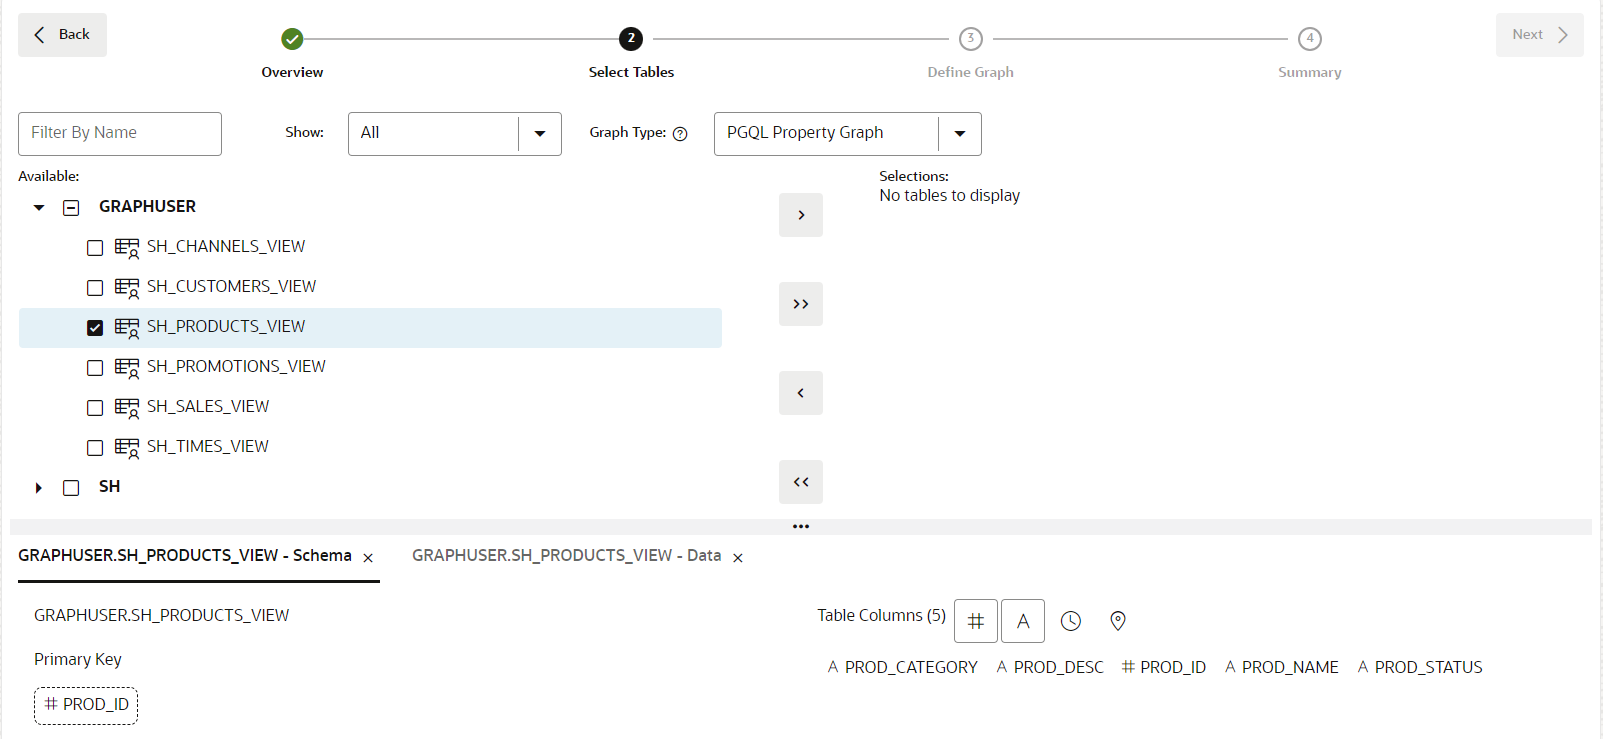 Back
2
3
4
Next
Overview
Select Tables
Define Graph
Summary
Filter By Name
Show:
All
Graph Type: ?
PGQL Property Graph
Available:
Selections:
No tables to display
GRAPHUSER
SH_CHANNELS_VIEW
SH_CUSTOMERS_VIEW
SH_PRODUCTS_VIEW
SH_PROMOTIONS_VIEW
SH_SALES_VIEW
SH_TIMES_VIEW
SH
>
>>
<
<<
GRAPHUSER.SH_PRODUCTS_VIEW - Schema ×
GRAPHUSER.SH_PRODUCTS_VIEW - Data ×
GRAPHUSER.SH_PRODUCTS_VIEW
Primary Key
# PROD_ID
Table Columns (5) # A
A PROD_CATEGORY A PROD_DESC # PROD_ID A PROD_NAME A PROD_STATUS